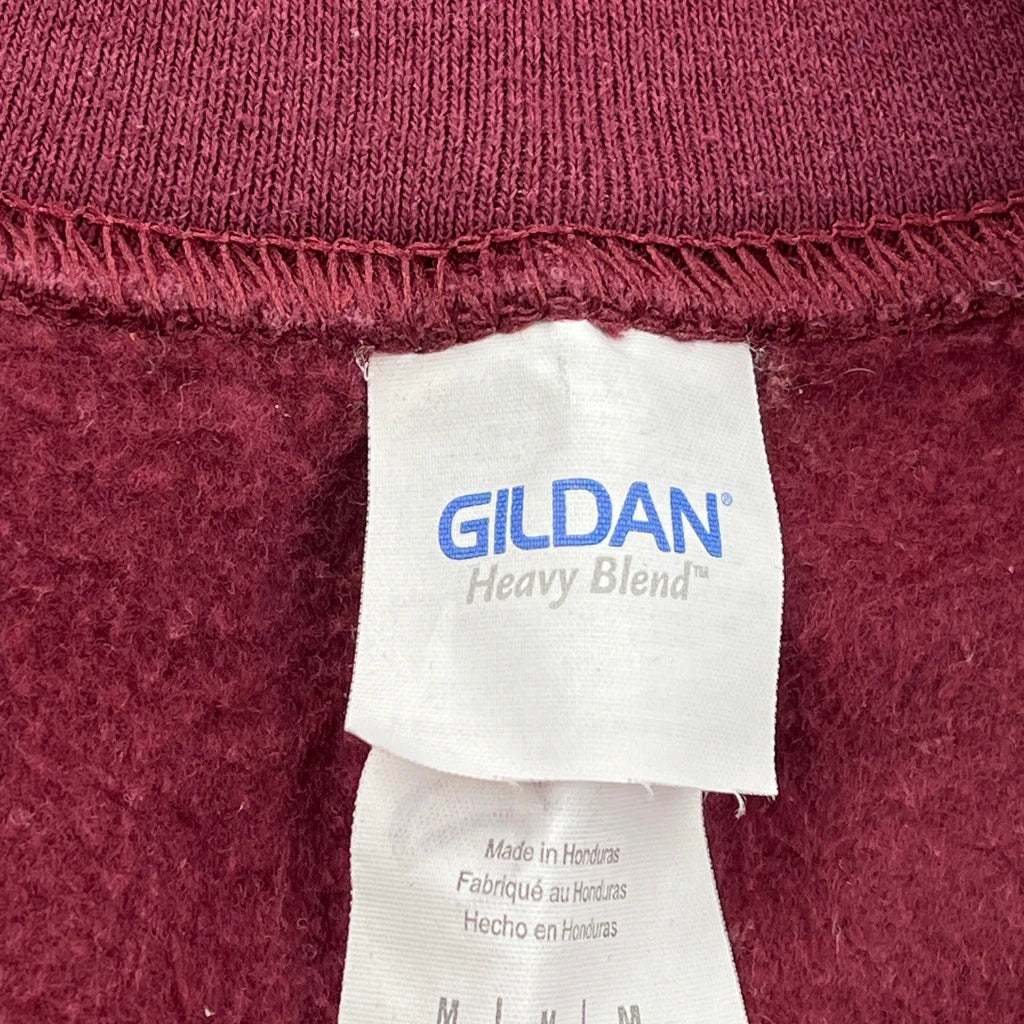 GILDAN®
Heavy Blend™
Made in Honduras
Fabriqué au Honduras
Hecho en Honduras
M | M | M